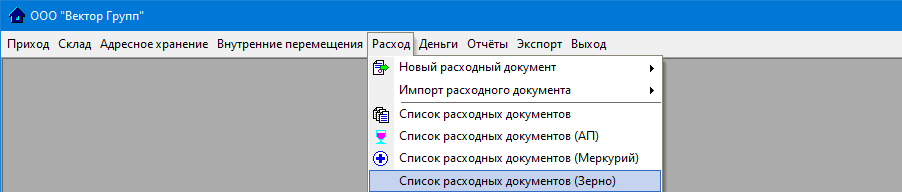 ООО "Вектор Групп"
Приход Склад Адресное хранение Внутренние перемещения Расход Деньги Отчёты Экспорт Выход
Новый расходный документ
Импорт расходного документа
Список расходных документов
Список расходных документов (АП)
Список расходных документов (Меркурий)
Список расходных документов (Зерно)